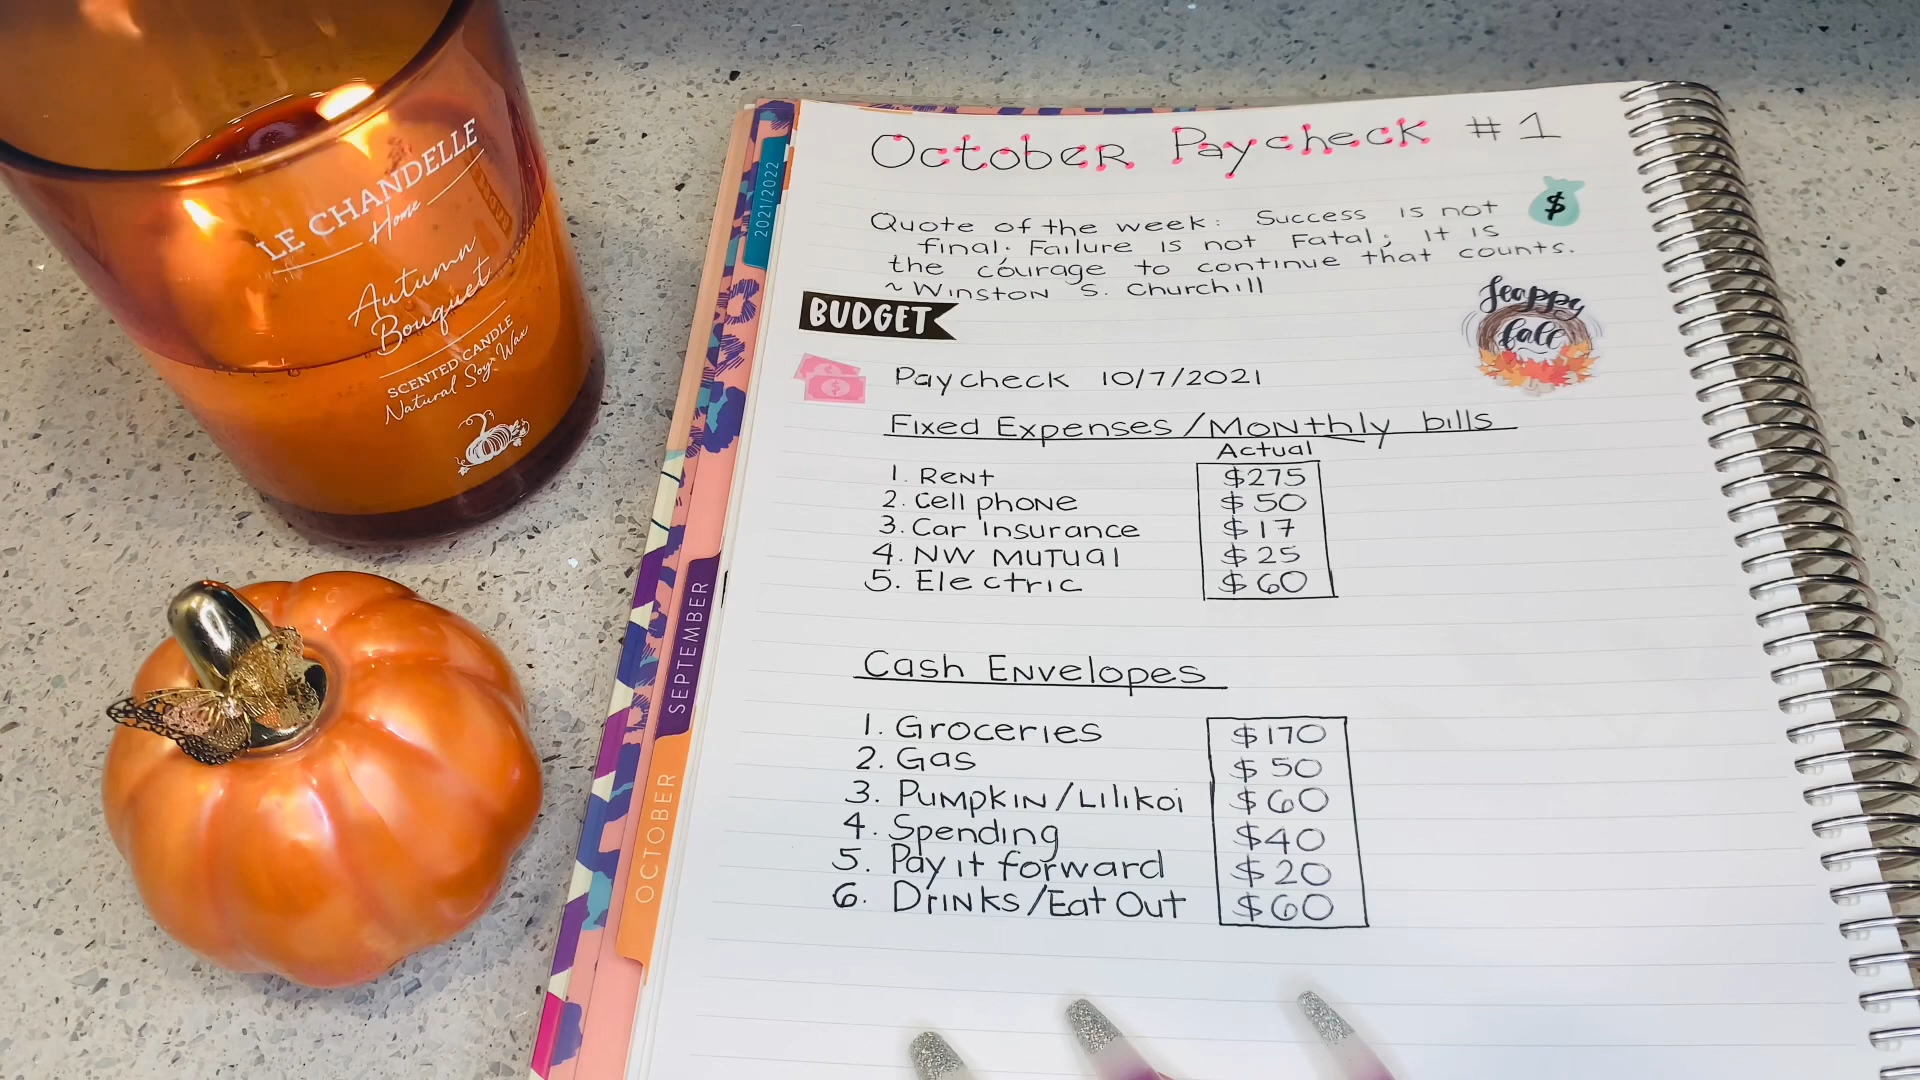 LE CHANDELLE
Home
Autumn
Bouquet
SCENTED CANDLE
Natural Soy Wax
2021/2022
SEPTEMBER
OCTOBER
October Paycheck #1
Quote of the week: Success is not
final; Failure is not Fatal; it is
the courage to continue that counts.
~ Winston S. Churchill
$
BUDGET
Happy
fall
Paycheck 10/7/2021
Fixed Expenses/Monthly bills
Actual
1. Rent $275
2. Cell phone $50
3. Car Insurance $17
4. NW Mutual $25
5. Electric $60
Cash Envelopes
1. Groceries $170
2. Gas $50
3. Pumpkin/Lilikoi $60
4. Spending $40
5. Pay it forward $20
6. Drinks/Eat Out $60